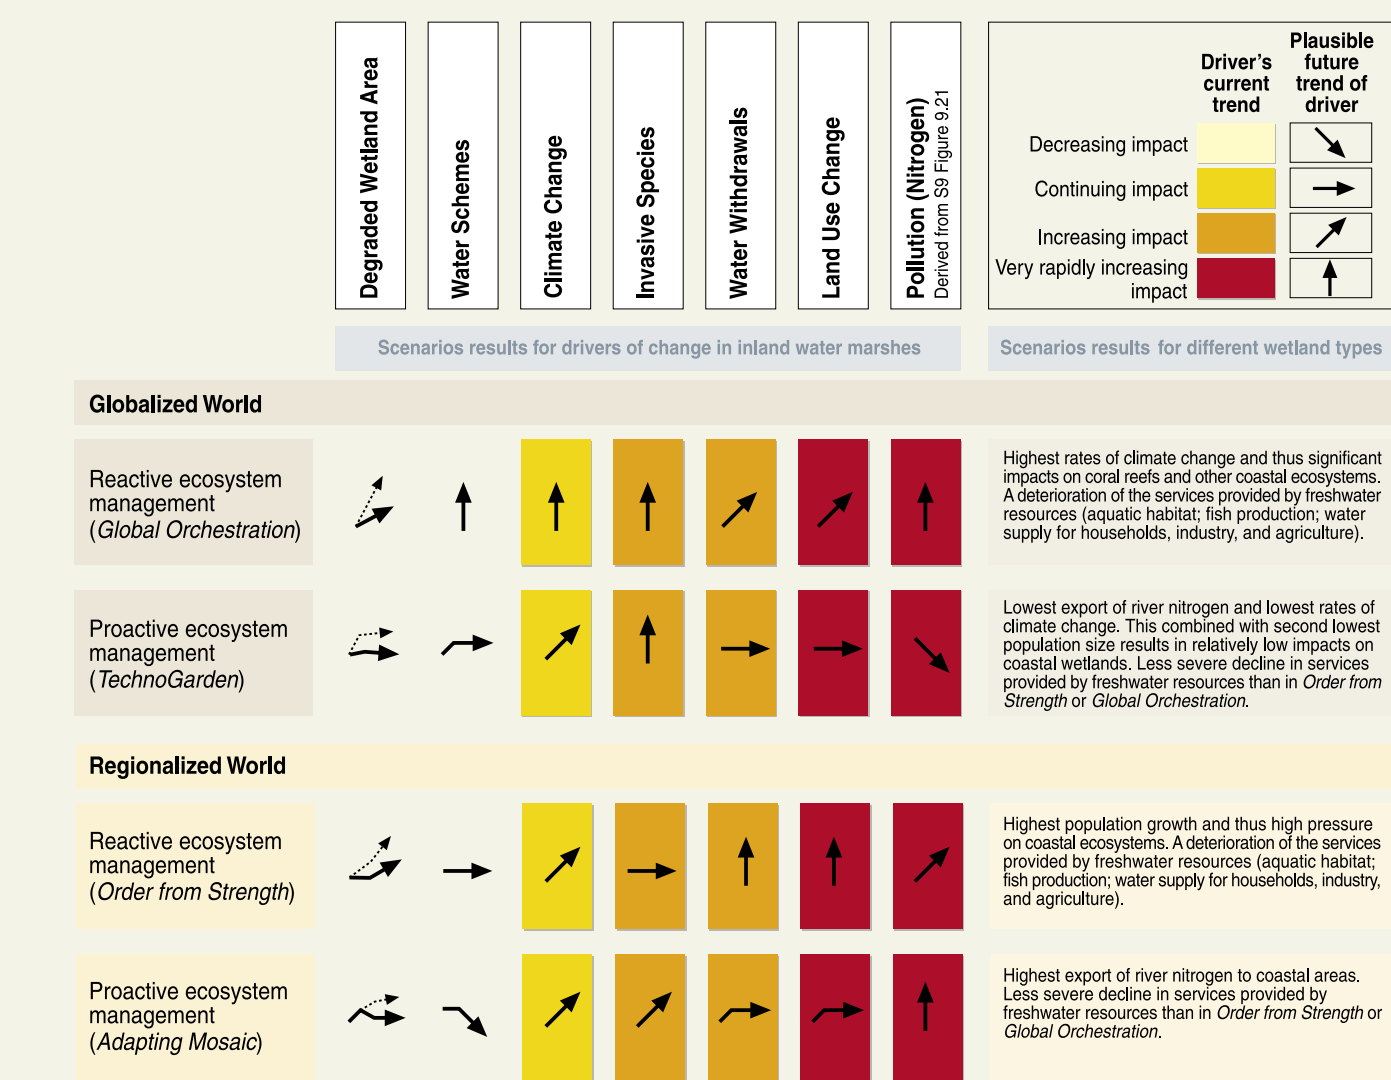 Degraded Wetland Area
Water Schemes
Climate Change
Invasive Species
Water Withdrawals
Land Use Change
Pollution (Nitrogen)
Derived from S9 Figure 9.21
Driver's
current
trend
Plausible
future
trend of
driver
Decreasing impact
Continuing impact
Increasing impact
Very rapidly increasing
impact
Scenarios results for drivers of change in inland water marshes
Scenarios results for different wetland types
Globalized World
Reactive ecosystem
management
(Global Orchestration)
Highest rates of climate change and thus significant
impacts on coral reefs and other coastal ecosystems.
A deterioration of the services provided by freshwater
resources (aquatic habitat; fish production; water
supply for households, industry, and agriculture).
Proactive ecosystem
management
(TechnoGarden)
Lowest export of river nitrogen and lowest rates of
climate change. This combined with second lowest
population size results in relatively low impacts on
coastal wetlands. Less severe decline in services
provided by freshwater resources than in Order from
Strength or Global Orchestration.
Regionalized World
Reactive ecosystem
management
(Order from Strength)
Highest population growth and thus high pressure
on coastal ecosystems. A deterioration of the services
provided by freshwater resources (aquatic habitat;
fish production; water supply for households, industry,
and agriculture).
Proactive ecosystem
management
(Adapting Mosaic)
Highest export of river nitrogen to coastal areas.
Less severe decline in services provided by
freshwater resources than in Order from Strength or
Global Orchestration.